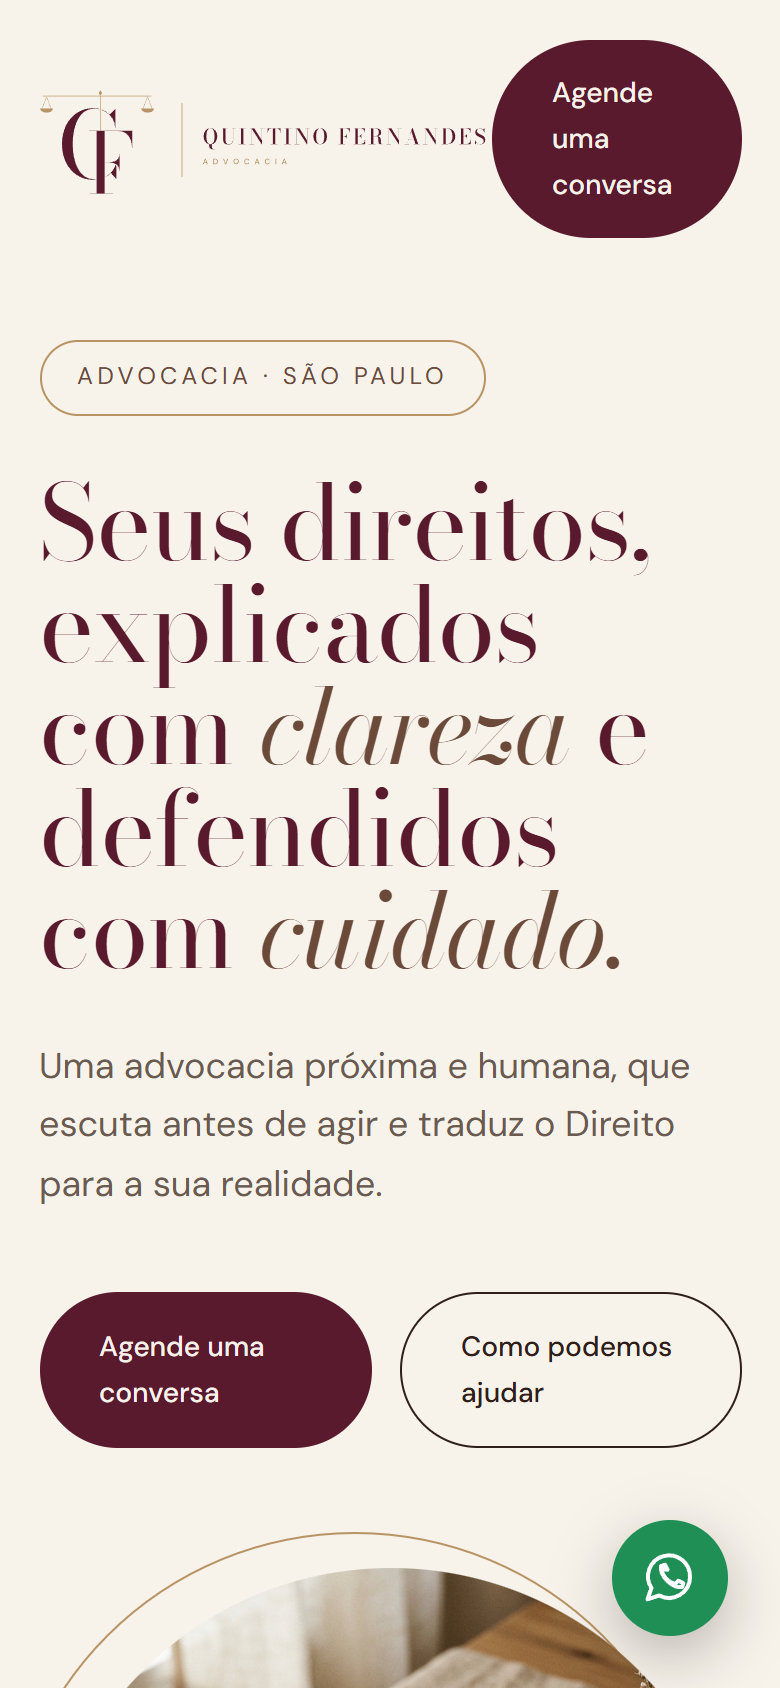 QF
QUINTINO FERNANDES
ADVOCACIA
Agende
uma
conversa
ADVOCACIA · SÃO PAULO
Seus direitos,
explicados
com clareza e
defendidos
com cuidado.
Uma advocacia próxima e humana, que
escuta antes de agir e traduz o Direito
para a sua realidade.
Agende uma
conversa
Como podemos
ajudar